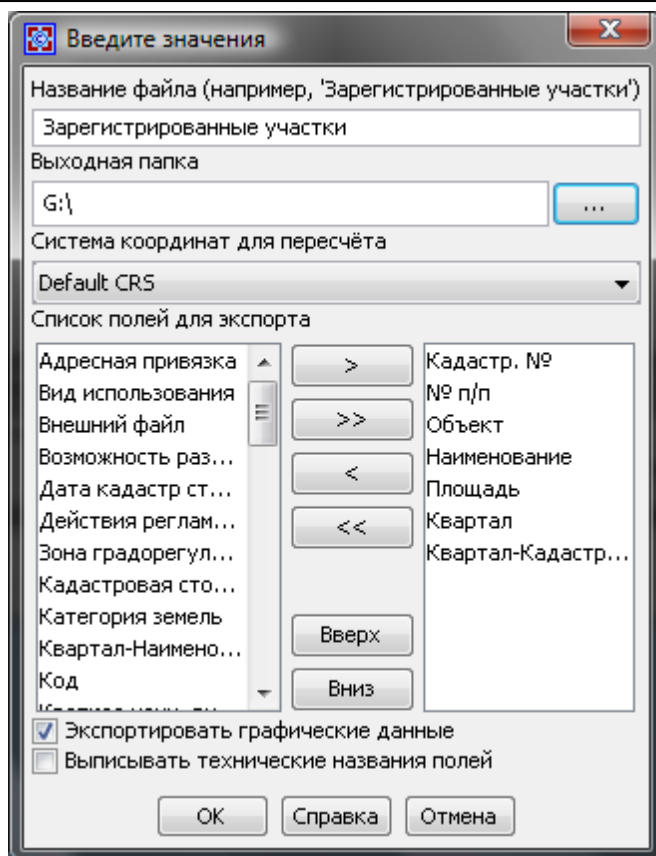 Введите значения
Название файла (например, 'Зарегистрированные участки')
Зарегистрированные участки
Выходная папка
G:\
...
Система координат для пересчёта
Default CRS
Список полей для экспорта
Адресная привязка
Вид использования
Внешний файл
Возможность раз...
Дата кадастр ст...
Действия реглам...
Зона градорегул...
Кадастровая сто...
Категория земель
Квартал-Наимено...
Код
>
>>
<
<<
Вверх
Вниз
Кадастр. №
№ п/п
Объект
Наименование
Площадь
Квартал
Квартал-Кадастр...
Экспортировать графические данные
Выписывать технические названия полей
OK
Справка
Отмена